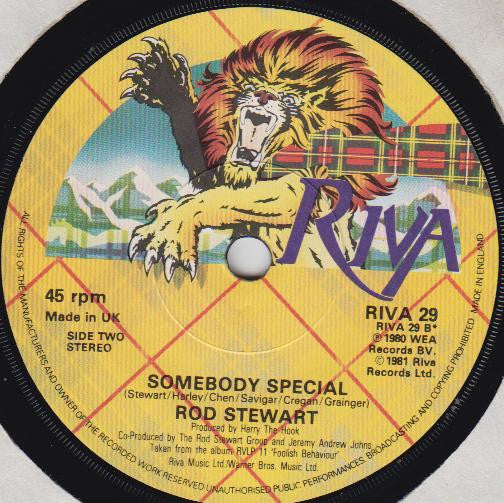 RIVA
45 rpm
Made in UK
SIDE TWO
STEREO
RIVA 29
RIVA 29 B*
℗ 1980 WEA
Records BV.
© 1981 Riva
Records Ltd.
SOMEBODY SPECIAL
(Stewart/Harley/Chen/Savigar/Cregan/Grainger)
ROD STEWART
Produced by Harry The Hook
Co-Produced by The Rod Stewart Group and Jeremy Andrew Johns
Taken from the album/RVLP 11 'Foolish Behaviour'
Riva Music Ltd/Warner Bros. Music Ltd.
ALL RIGHTS OF THE MANUFACTURERS AND OWNER OF THE RECORDED WORK RESERVED. UNAUTHORISED PUBLIC PERFORMANCES, BROADCASTING AND COPYING PROHIBITED. MADE IN ENGLAND.